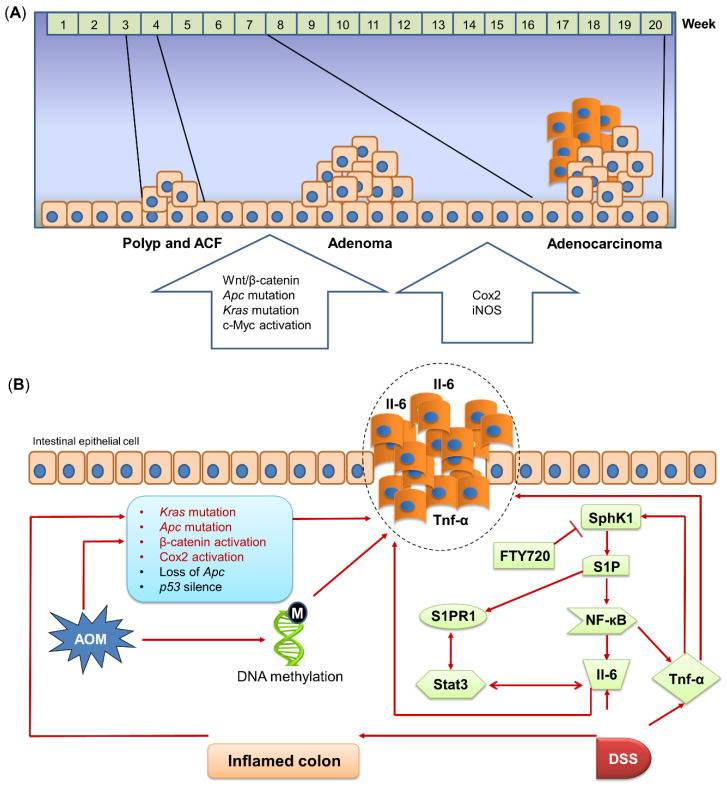 (A)
1 2 3 4 5 6 7 8 9 10 11 12 13 14 15 16 17 18 19 20 Week
Polyp and ACF Adenoma Adenocarcinoma
Wnt/β-catenin
Apc mutation
Kras mutation
c-Myc activation
Cox2
iNOS
(B)
Il-6
Il-6
Intestinal epithelial cell
Tnf-α
Kras mutation
Apc mutation
β-catenin activation
Cox2 activation
Loss of Apc
p53 silence
AOM
M
DNA methylation
SphK1
FTY720
S1P
S1PR1
NF-κB
Stat3
Il-6
Tnf-α
Inflamed colon
DSS